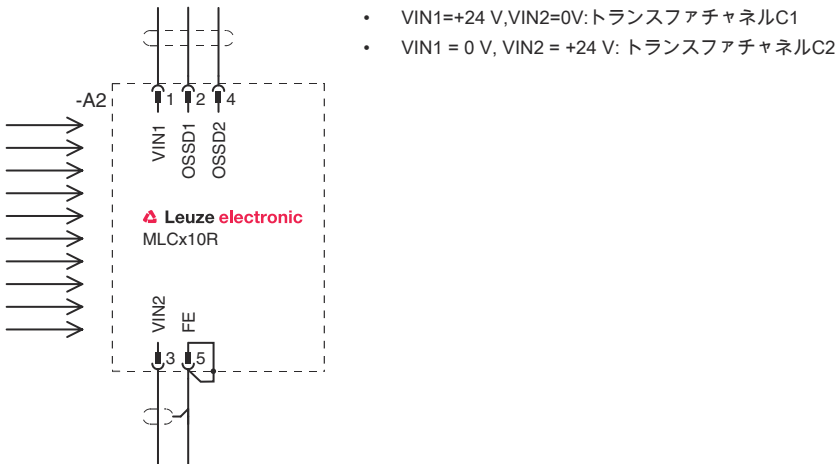 • VIN1=+24 V,VIN2=0V:トランスファチャネルC1
• VIN1 = 0 V, VIN2 = +24 V: トランスファチャネルC2
-A2
1 2 4
VIN1
OSSD1
OSSD2
Leuze electronic
MLCx10R
VIN2
FE
3 5